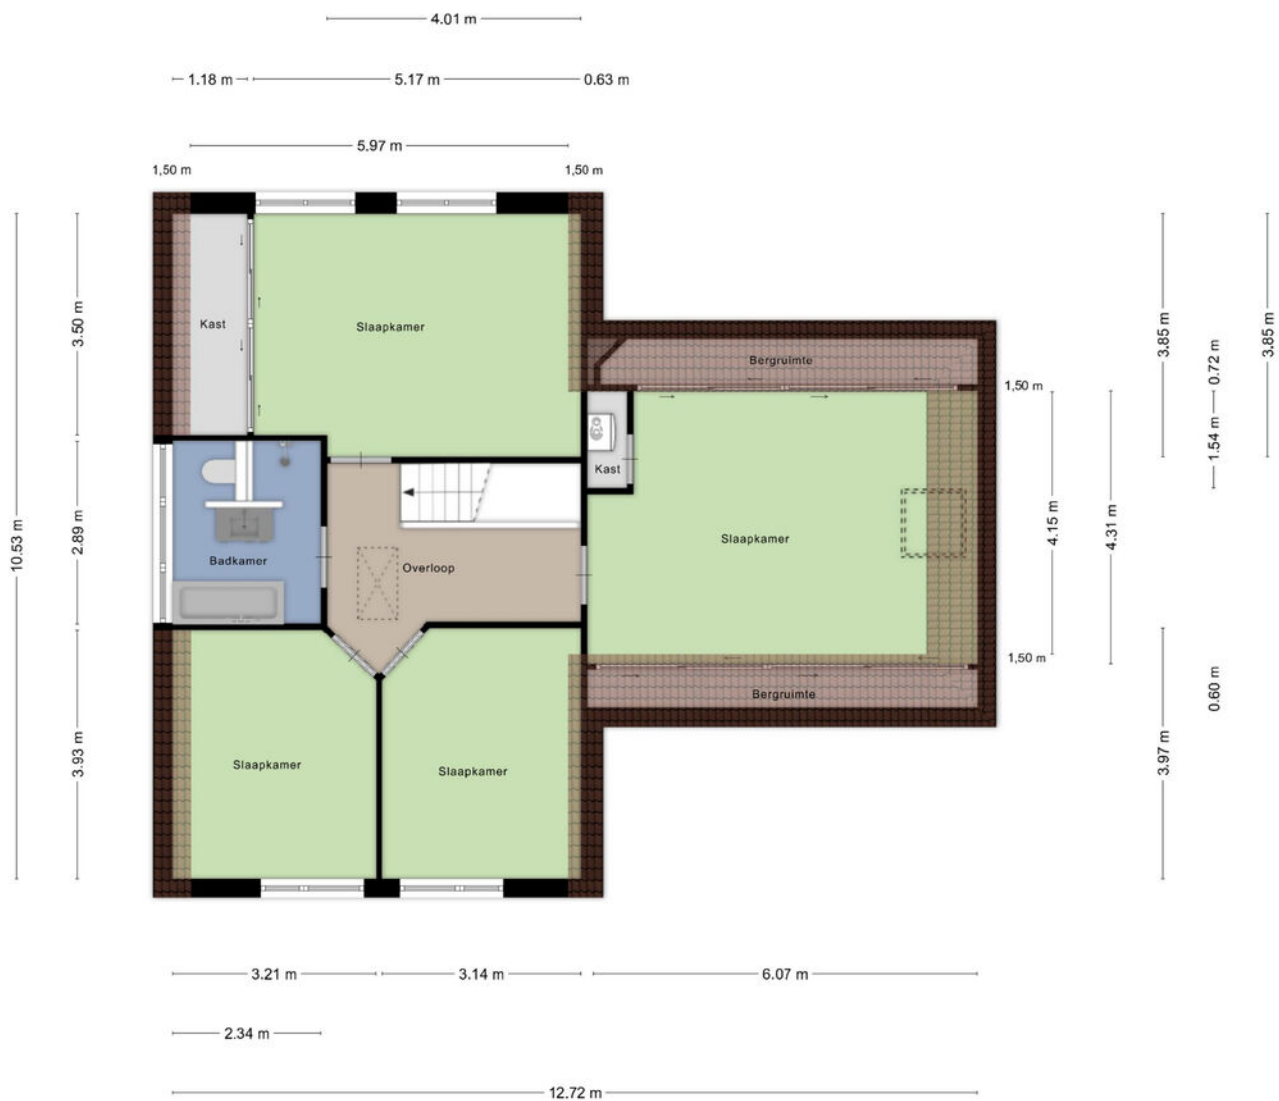 4.01 m
1.18 m
5.17 m
0.63 m
5.97 m
1,50 m
1,50 m
Kast
Slaapkamer
3.50 m
3.85 m
3.85 m
0.72 m
Bergruimte
1,50 m
1.54 m
Kast
10.53 m
2.89 m
Badkamer
Overloop
Slaapkamer
4.15 m
4.31 m
1,50 m
Bergruimte
0.60 m
3.93 m
Slaapkamer
Slaapkamer
3.97 m
3.21 m
3.14 m
6.07 m
2.34 m
12.72 m